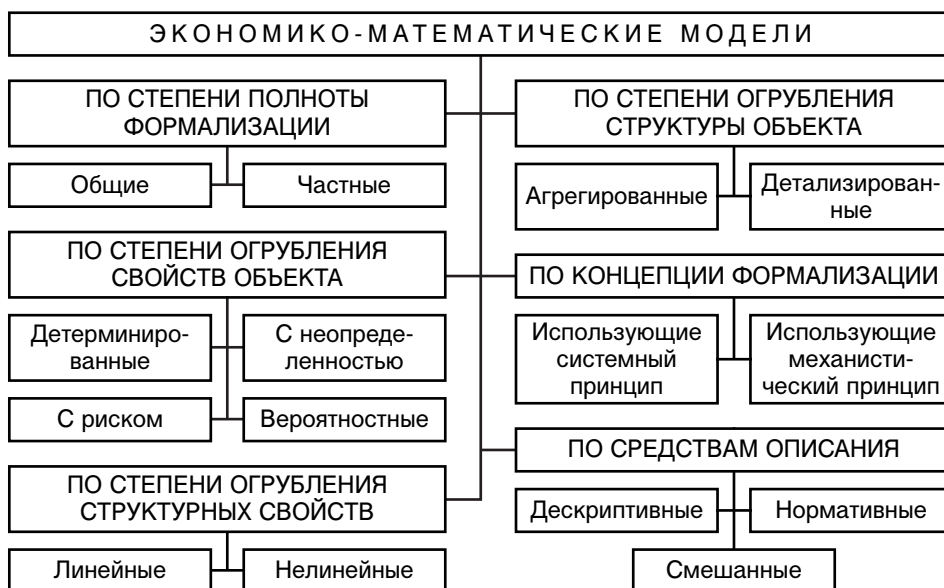 ЭКОНОМИКО-МАТЕМАТИЧЕСКИЕ МОДЕЛИ
ПО СТЕПЕНИ ПОЛНОТЫ
ФОРМАЛИЗАЦИИ
Общие
Частные
ПО СТЕПЕНИ ОГРУБЛЕНИЯ
СВОЙСТВ ОБЪЕКТА
Детерминиро-
ванные
С неопреде-
ленностью
С риском
Вероятностные
ПО СТЕПЕНИ ОГРУБЛЕНИЯ
СТРУКТУРНЫХ СВОЙСТВ
Линейные
Нелинейные
ПО СТЕПЕНИ ОГРУБЛЕНИЯ
СТРУКТУРЫ ОБЪЕКТА
Агрегированные
Детализирован-
ные
ПО КОНЦЕПЦИИ ФОРМАЛИЗАЦИИ
Использующие
системный
принцип
Использующие
механисти-
ческий принцип
ПО СРЕДСТВАМ ОПИСАНИЯ
Дескриптивные
Нормативные
Смешанные